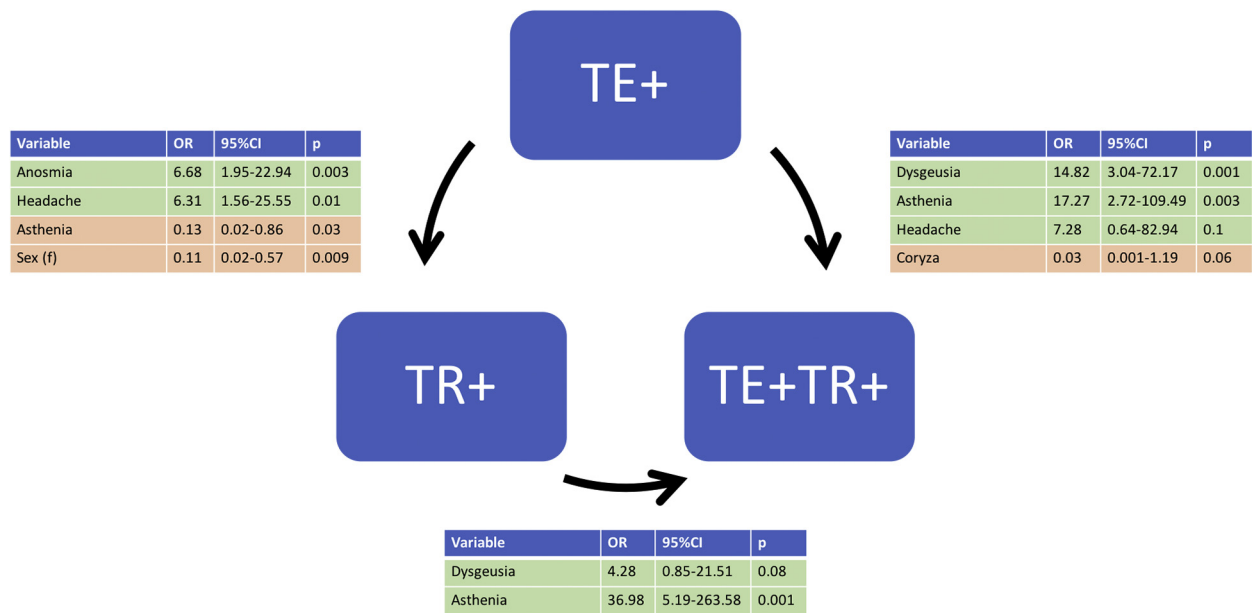 TE+
Variable OR 95%CI p
Anosmia 6.68 1.95-22.94 0.003
Headache 6.31 1.56-25.55 0.01
Asthenia 0.13 0.02-0.86 0.03
Sex (f) 0.11 0.02-0.57 0.009
Variable OR 95%CI p
Dysgeusia 14.82 3.04-72.17 0.001
Asthenia 17.27 2.72-109.49 0.003
Headache 7.28 0.64-82.94 0.1
Coryza 0.03 0.001-1.19 0.06
TR+
TE+TR+
Variable OR 95%CI p
Dysgeusia 4.28 0.85-21.51 0.08
Asthenia 36.98 5.19-263.58 0.001